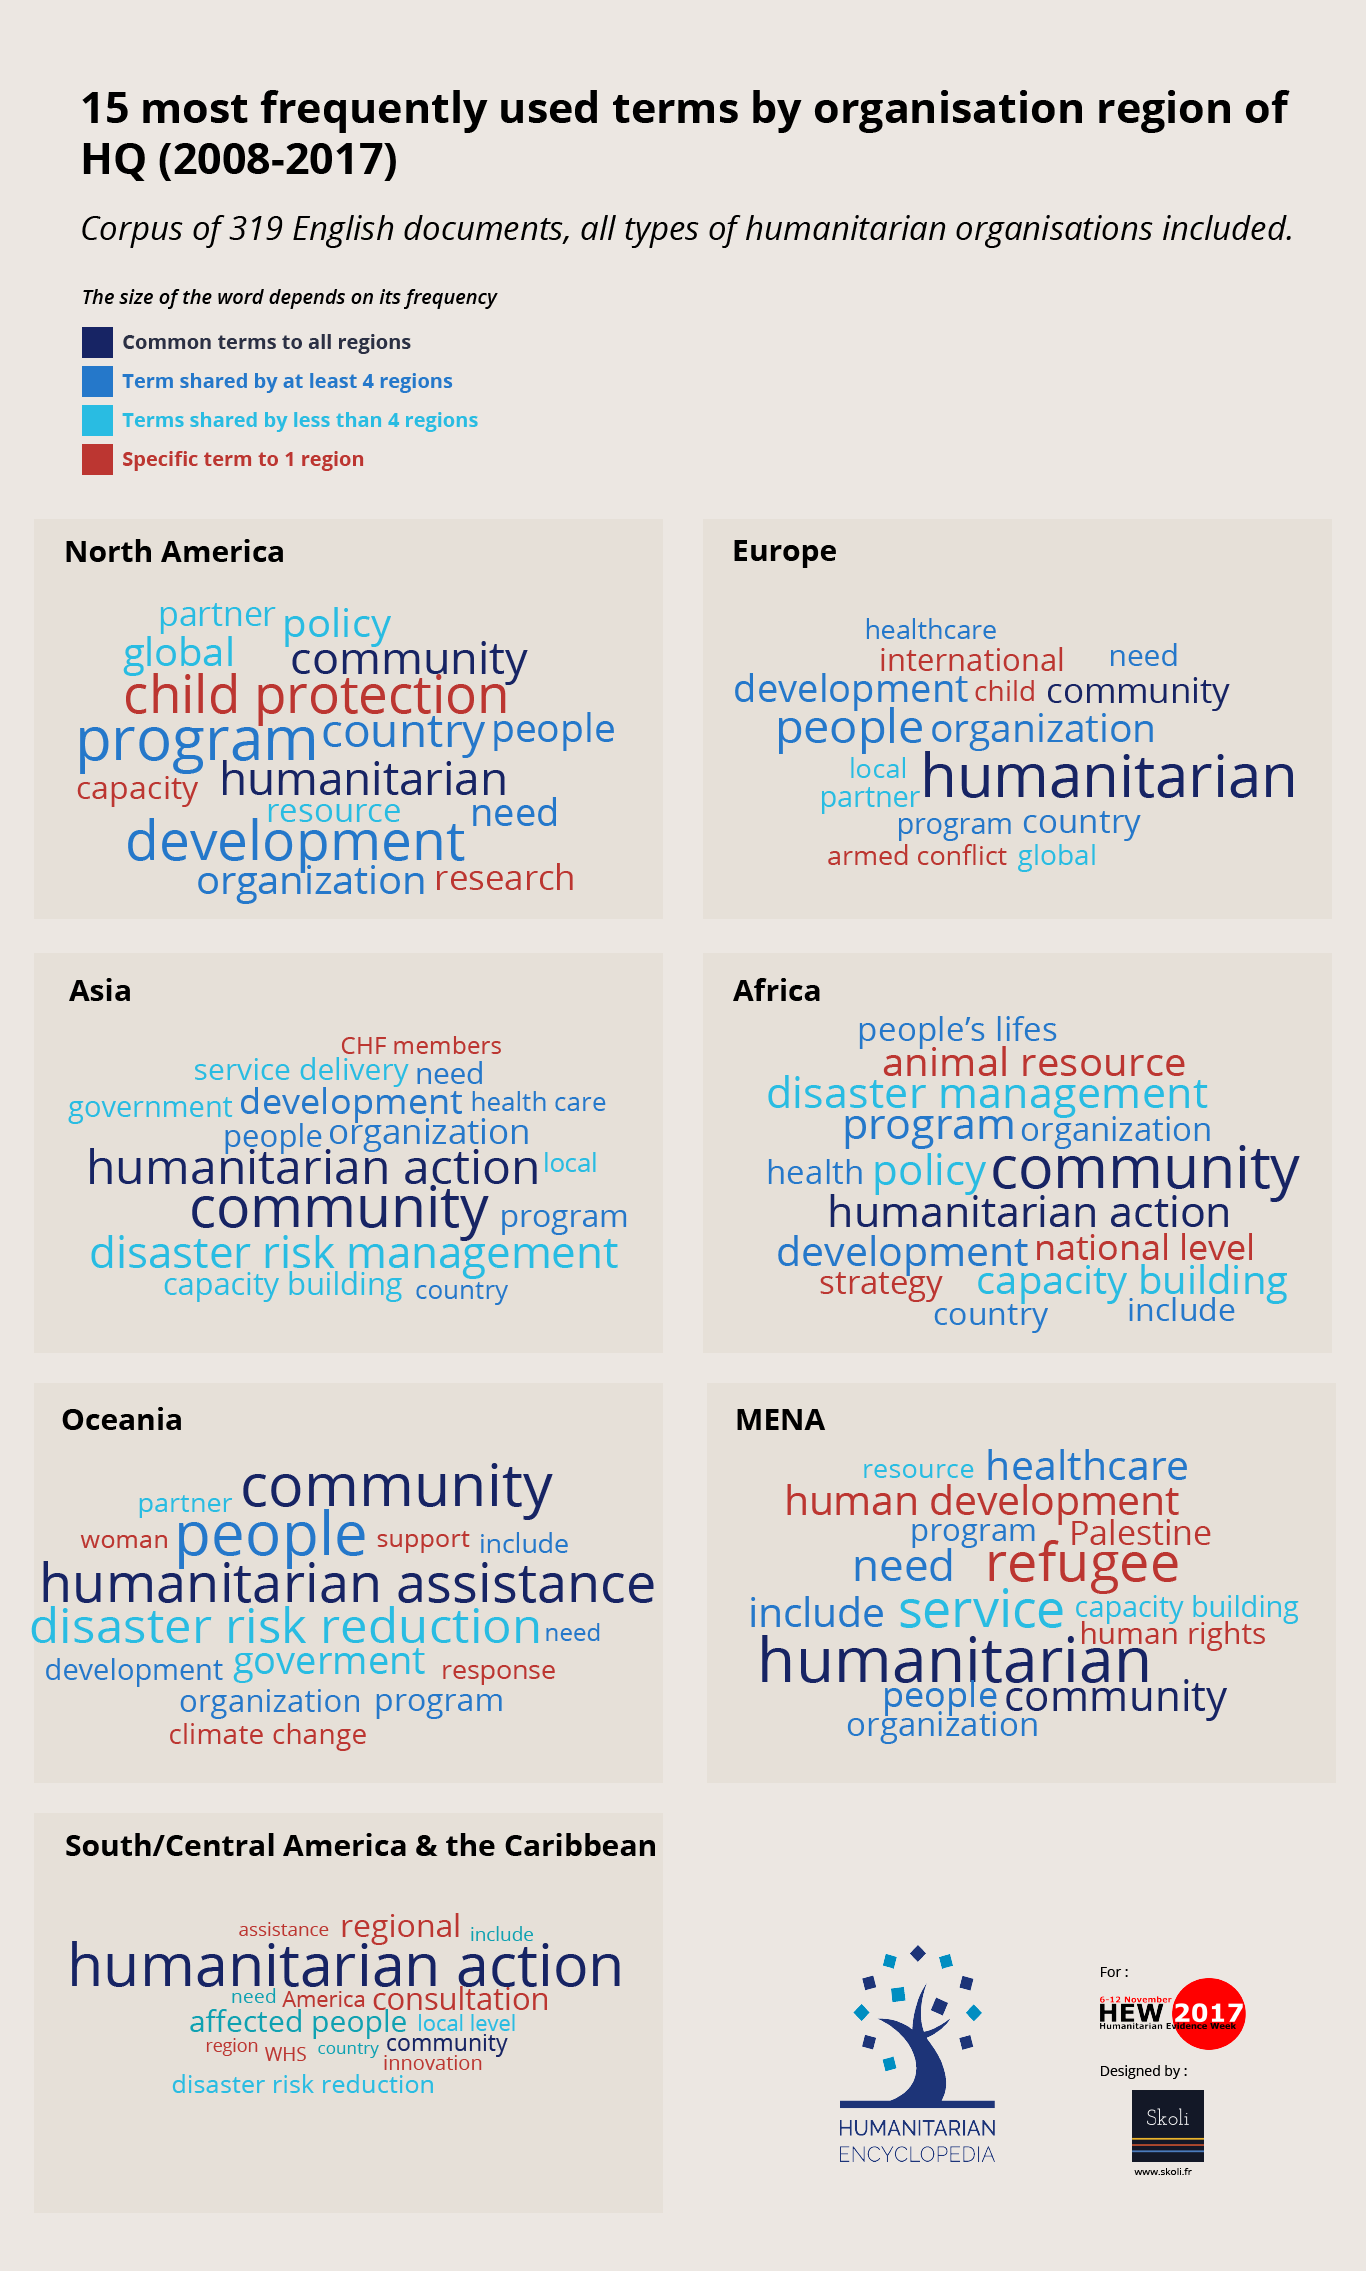 15 most frequently used terms by organisation region of
HQ (2008-2017)
Corpus of 319 English documents, all types of humanitarian organisations included.
The size of the word depends on its frequency
Common terms to all regions
Term shared by at least 4 regions
Terms shared by less than 4 regions
Specific term to 1 region
North America
partner policy
global community
child protection
program country people
capacity humanitarian
resource need
development
organization research
Europe
healthcare
international need
development child community
people organization
local humanitarian
partner
program country
armed conflict global
Asia
CHF members
service delivery need
government development health care
people organization
humanitarian action local
community program
disaster risk management
capacity building country
Africa
people's lifes
animal resource
disaster management
program organization
health policy community
humanitarian action
development national level
strategy capacity building
country include
Oceania
community
partner
woman people support include
humanitarian assistance
disaster risk reduction need
development goverment response
organization program
climate change
MENA
resource healthcare
human development
program Palestine
need refugee
include service capacity building
human rights
humanitarian
people community
organization
South/Central America & the Caribbean
assistance regional include
humanitarian action
need America consultation
affected people local level
region WHS country community
innovation
disaster risk reduction
HUMANITARIAN
ENCYCLOPEDIA
For :
6-12 November
HEW 2017
Humanitarian Evidence Week
Designed by :
Skoli
www.skoli.fr